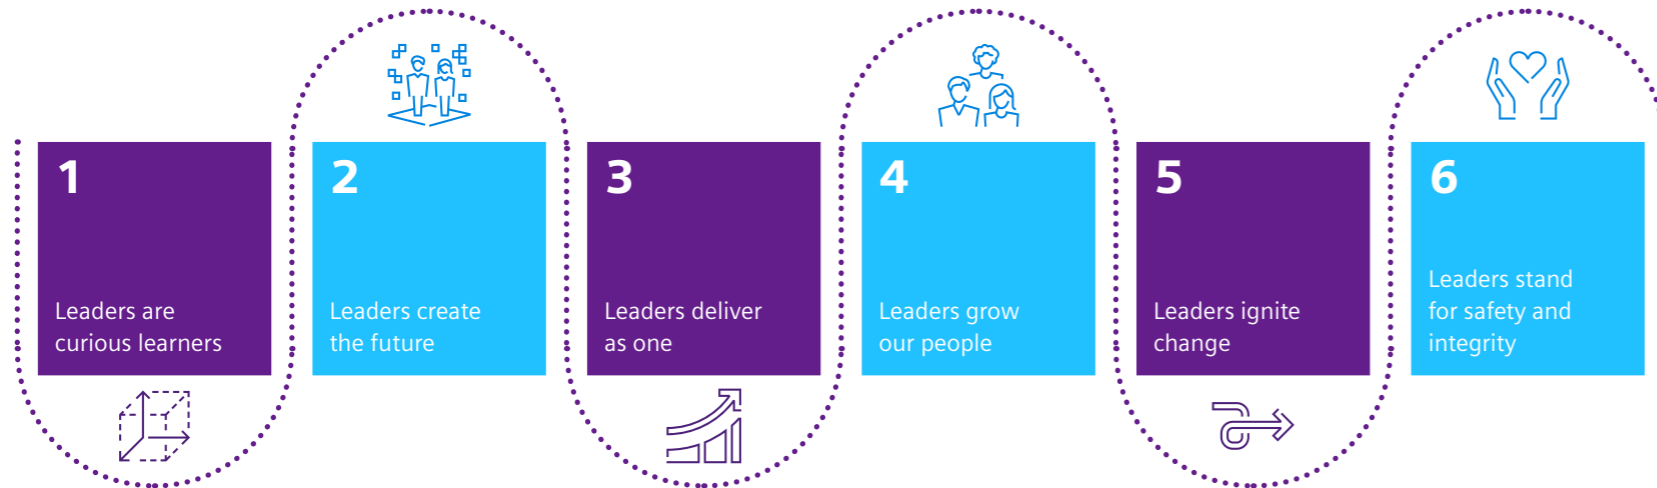 1
Leaders are
curious learners
2
Leaders create
the future
3
Leaders deliver
as one
4
Leaders grow
our people
5
Leaders ignite
change
6
Leaders stand
for safety and
integrity